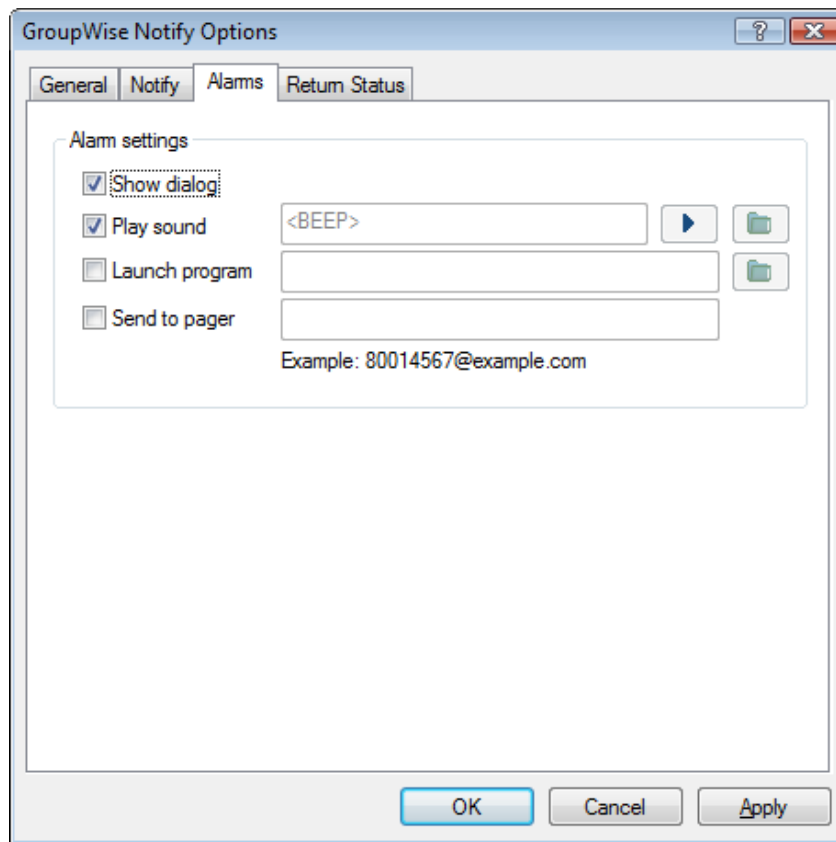 GroupWise Notify Options
General Notify Alarms Return Status
Alarm settings
Show dialog
Play sound <BEEP>
Launch program
Send to pager
Example: 80014567@example.com
OK Cancel Apply